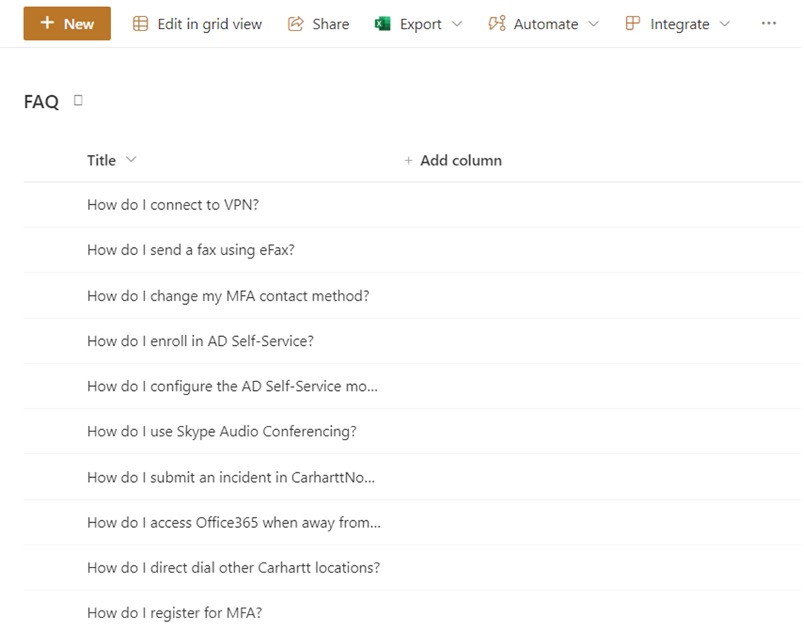 + New Edit in grid view Share Export Automate Integrate ...
FAQ
Title + Add column
How do I connect to VPN?
How do I send a fax using eFax?
How do I change my MFA contact method?
How do I enroll in AD Self-Service?
How do I configure the AD Self-Service mo...
How do I use Skype Audio Conferencing?
How do I submit an incident in CarharttNo...
How do I access Office365 when away from...
How do I direct dial other Carhartt locations?
How do I register for MFA?